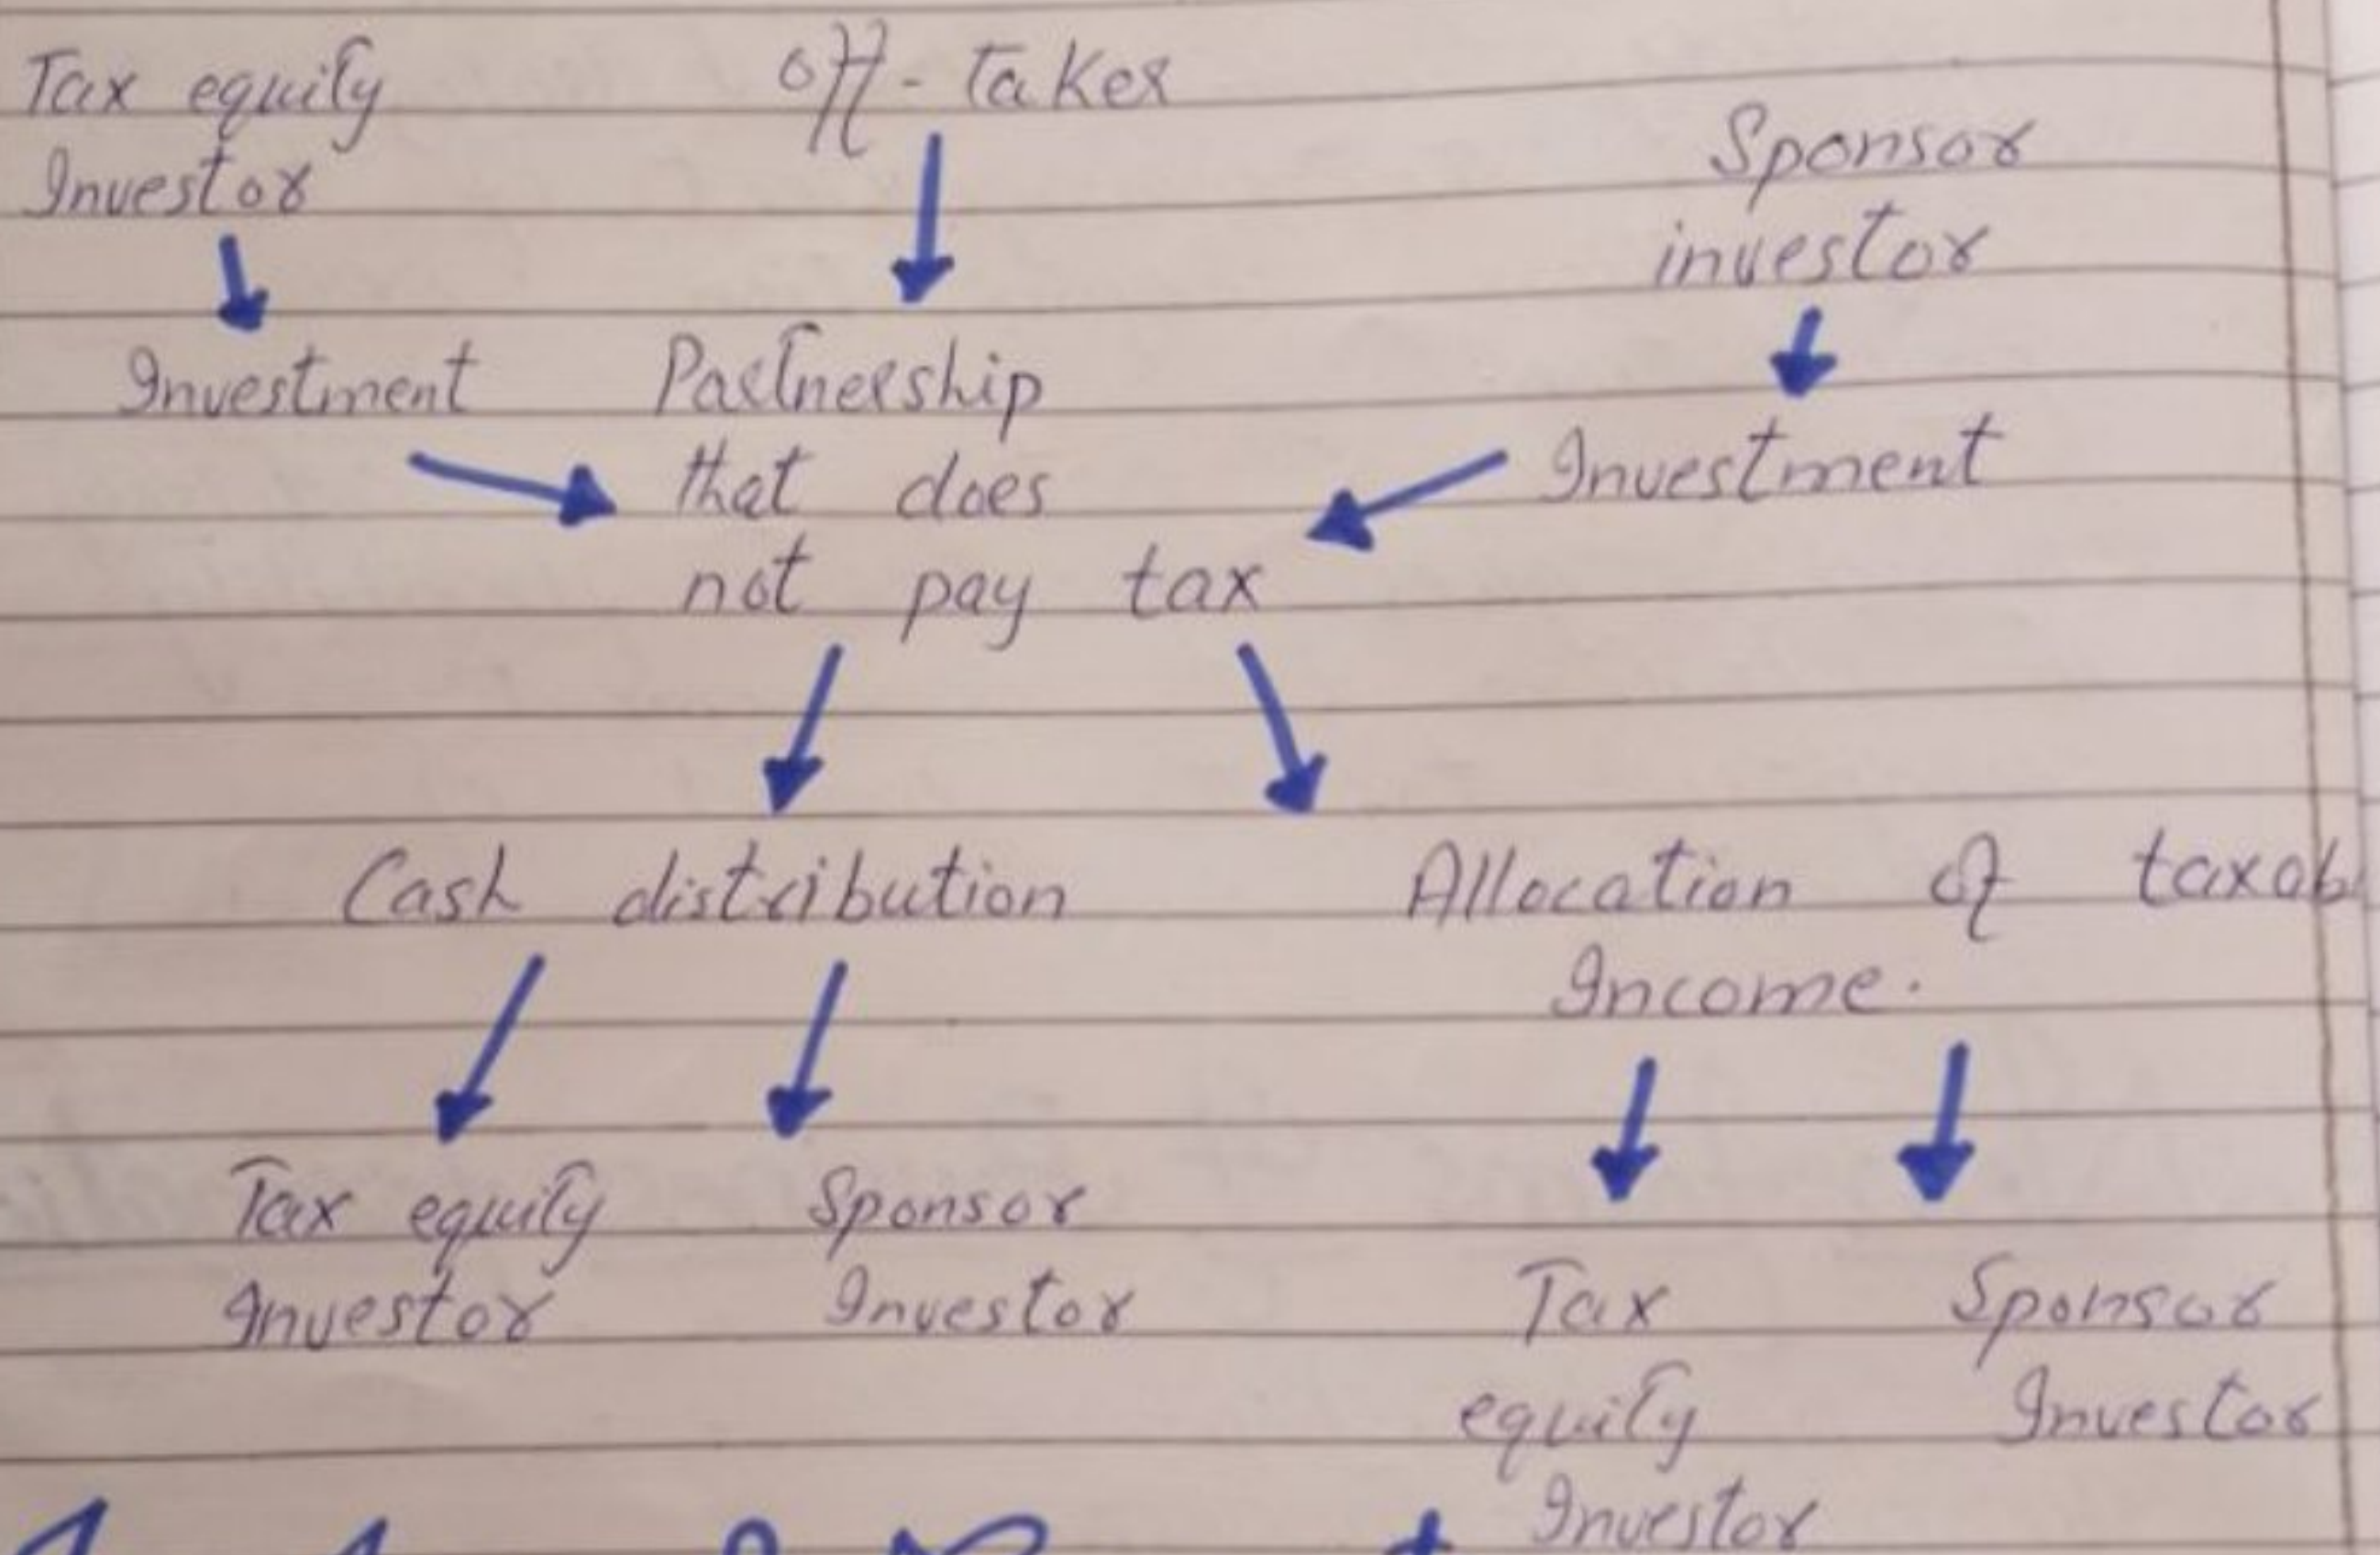 Tax equity
Investor
off-taker
Sponsor
investor
Investment
Partnership
that does
not pay tax
Investment
Cash distribution
Allocation of taxab
Income.
Tax equity
Investor
Sponsor
Investor
Tax
equity
Investor
Sponsor
Investor